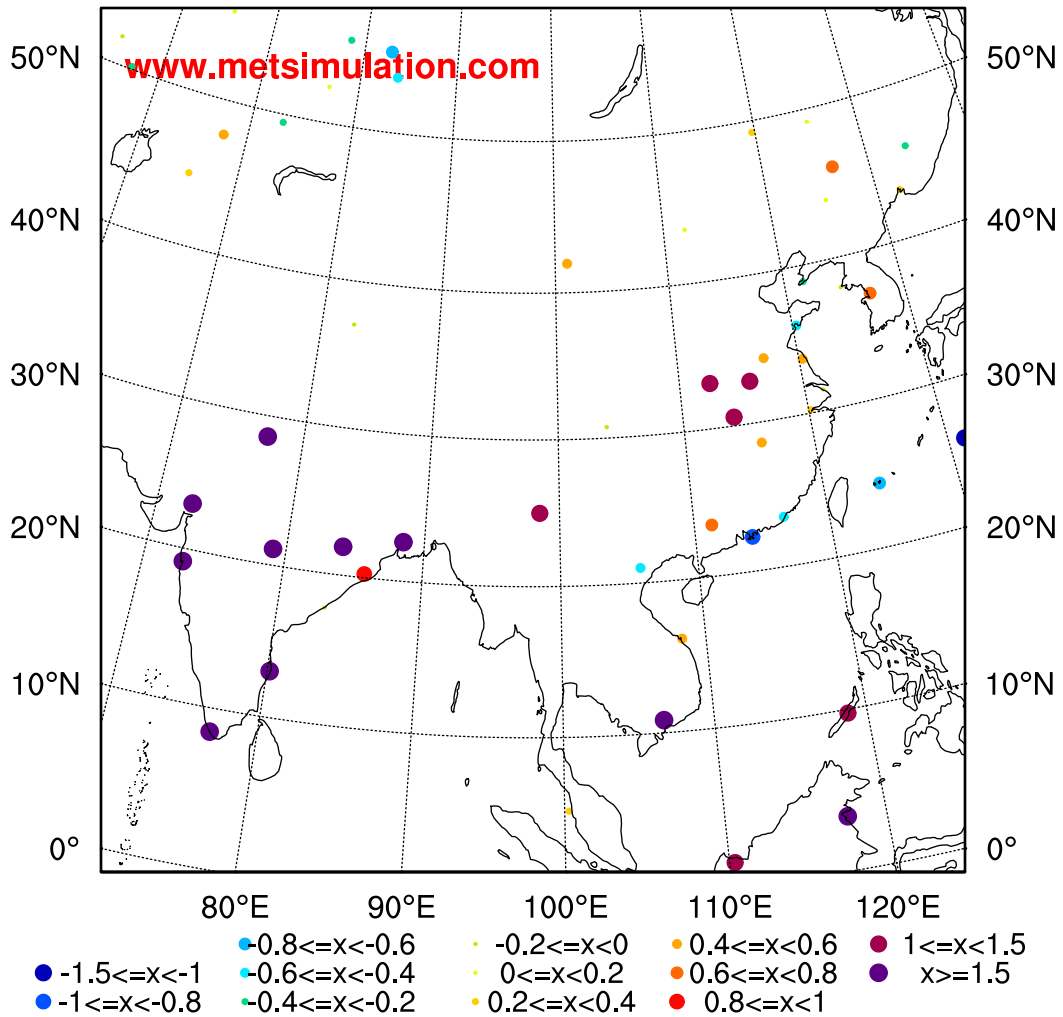 www.metsimulation.com
50°N 50°N
40°N 40°N
30°N 30°N
20°N 20°N
10°N 10°N
0° 0°
80°E 90°E 100°E 110°E 120°E
-0.8<=x<-0.6 -0.2<=x<0 0.4<=x<0.6 1<=x<1.5
-1.5<=x<-1 -0.6<=x<-0.4 0<=x<0.2 0.6<=x<0.8 x>=1.5
-1<=x<-0.8 -0.4<=x<-0.2 0.2<=x<0.4 0.8<=x<1